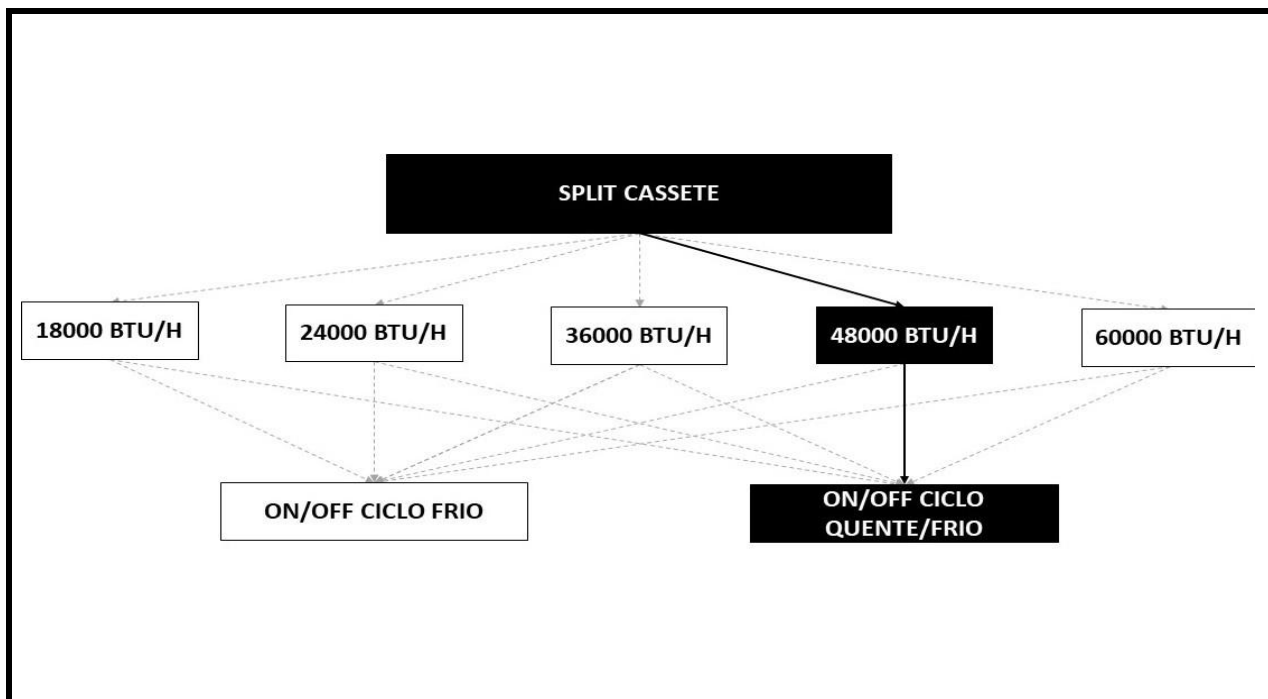 SPLIT CASSETE
18000 BTU/H
24000 BTU/H
36000 BTU/H
48000 BTU/H
60000 BTU/H
ON/OFF CICLO FRIO
ON/OFF CICLO
QUENTE/FRIO